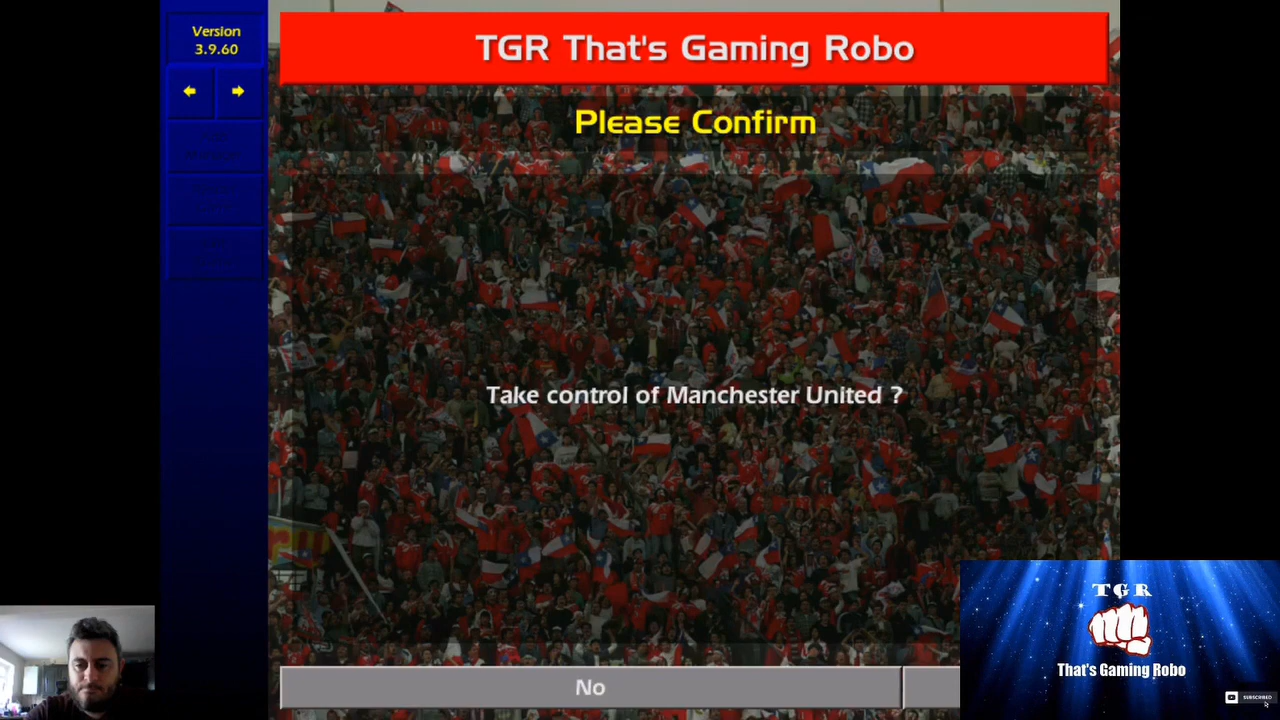 Version
3.9.60
TGR That's Gaming Robo
Please Confirm
Take control of Manchester United ?
No
TGR
That's Gaming Robo
SUBSCRIBED